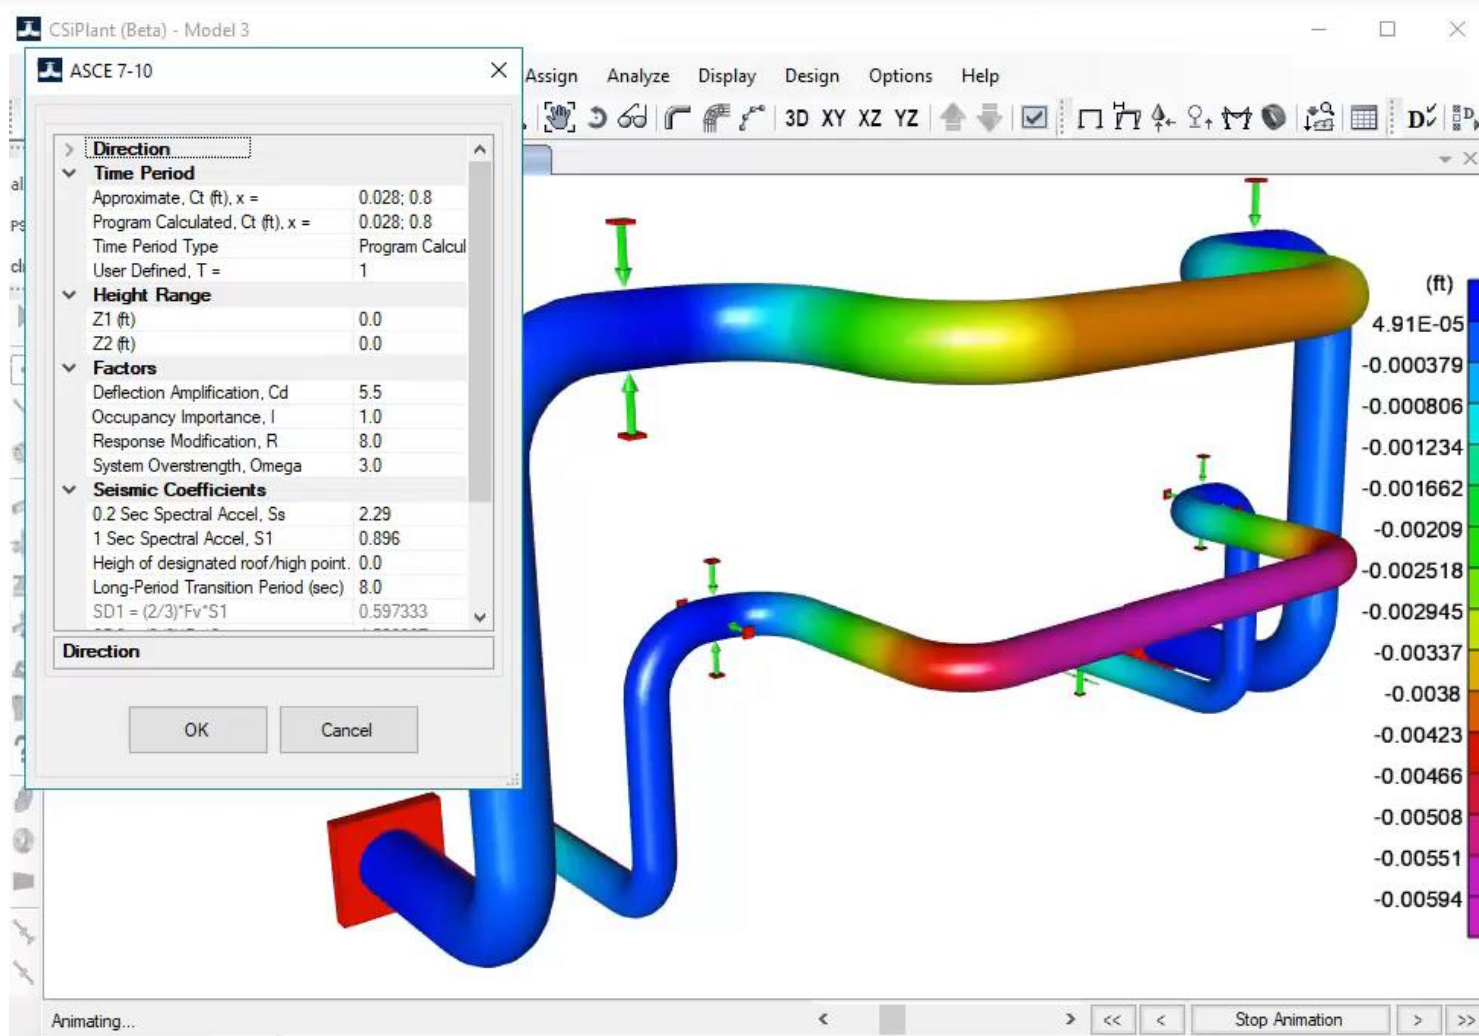 CSiPlant (Beta) - Model 3
ASCE 7-10
Assign Analyze Display Design Options Help
3D XY XZ YZ
Direction
Time Period
Approximate, Ct (ft), x = 0.028; 0.8
Program Calculated, Ct (ft), x = 0.028; 0.8
Time Period Type Program Calcul
User Defined, T = 1
Height Range
Z1 (ft) 0.0
Z2 (ft) 0.0
Factors
Deflection Amplification, Cd 5.5
Occupancy Importance, I 1.0
Response Modification, R 8.0
System Overstrength, Omega 3.0
Seismic Coefficients
0.2 Sec Spectral Accel, Ss 2.29
1 Sec Spectral Accel, S1 0.896
Heigh of designated roof/high point. 0.0
Long-Period Transition Period (sec) 8.0
SD1 = (2/3)*Fv*S1 0.597333
Direction
OK Cancel
(ft)
4.91E-05
-0.000379
-0.000806
-0.001234
-0.001662
-0.00209
-0.002518
-0.002945
-0.00337
-0.0038
-0.00423
-0.00466
-0.00508
-0.00551
-0.00594
Animating...
<< < Stop Animation > >>